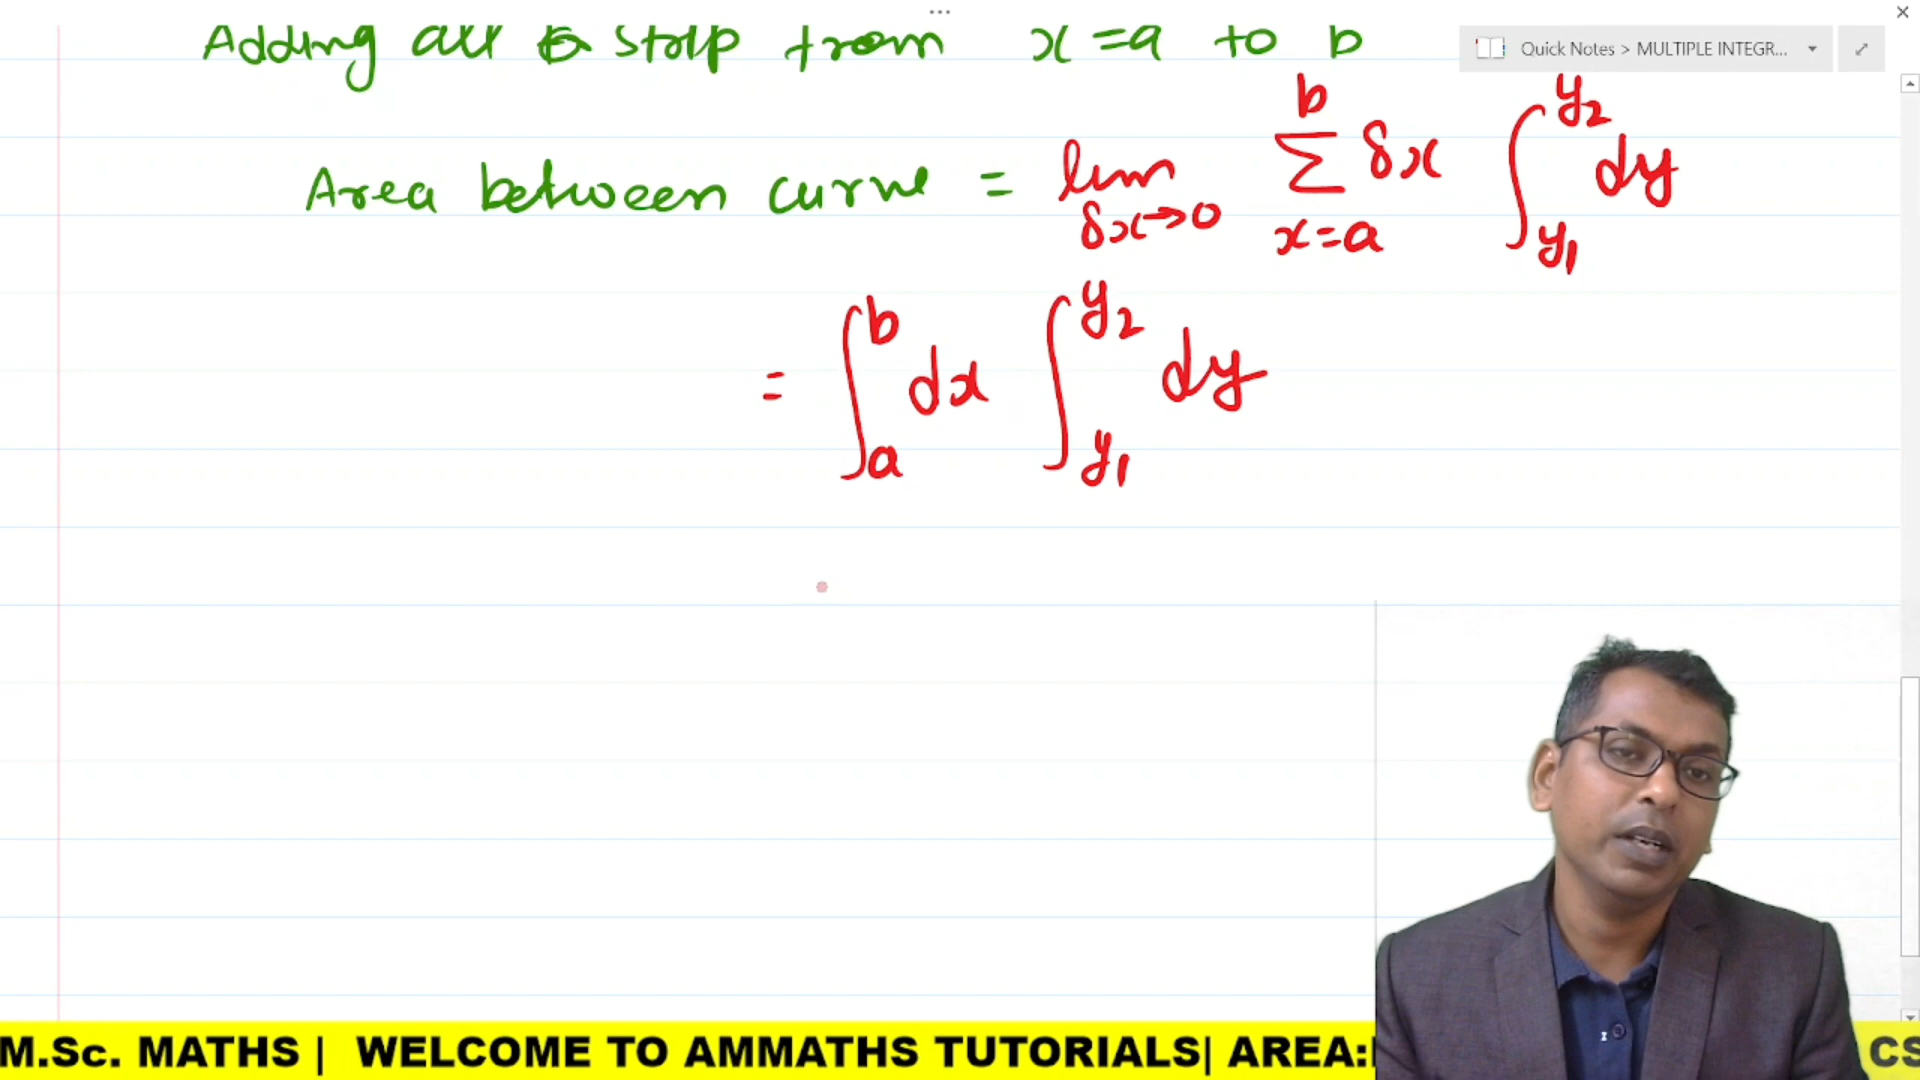 Adding all strip from x = a to b
Quick Notes > MULTIPLE INTEGR...
Area between curve = lim δx→0 ∑ x=a b δx ∫ y₁ y₂ dy
= ∫ a b dx ∫ y₁ y₂ dy
M.Sc. MATHS | WELCOME TO AMMATHS TUTORIALS| AREA: CS